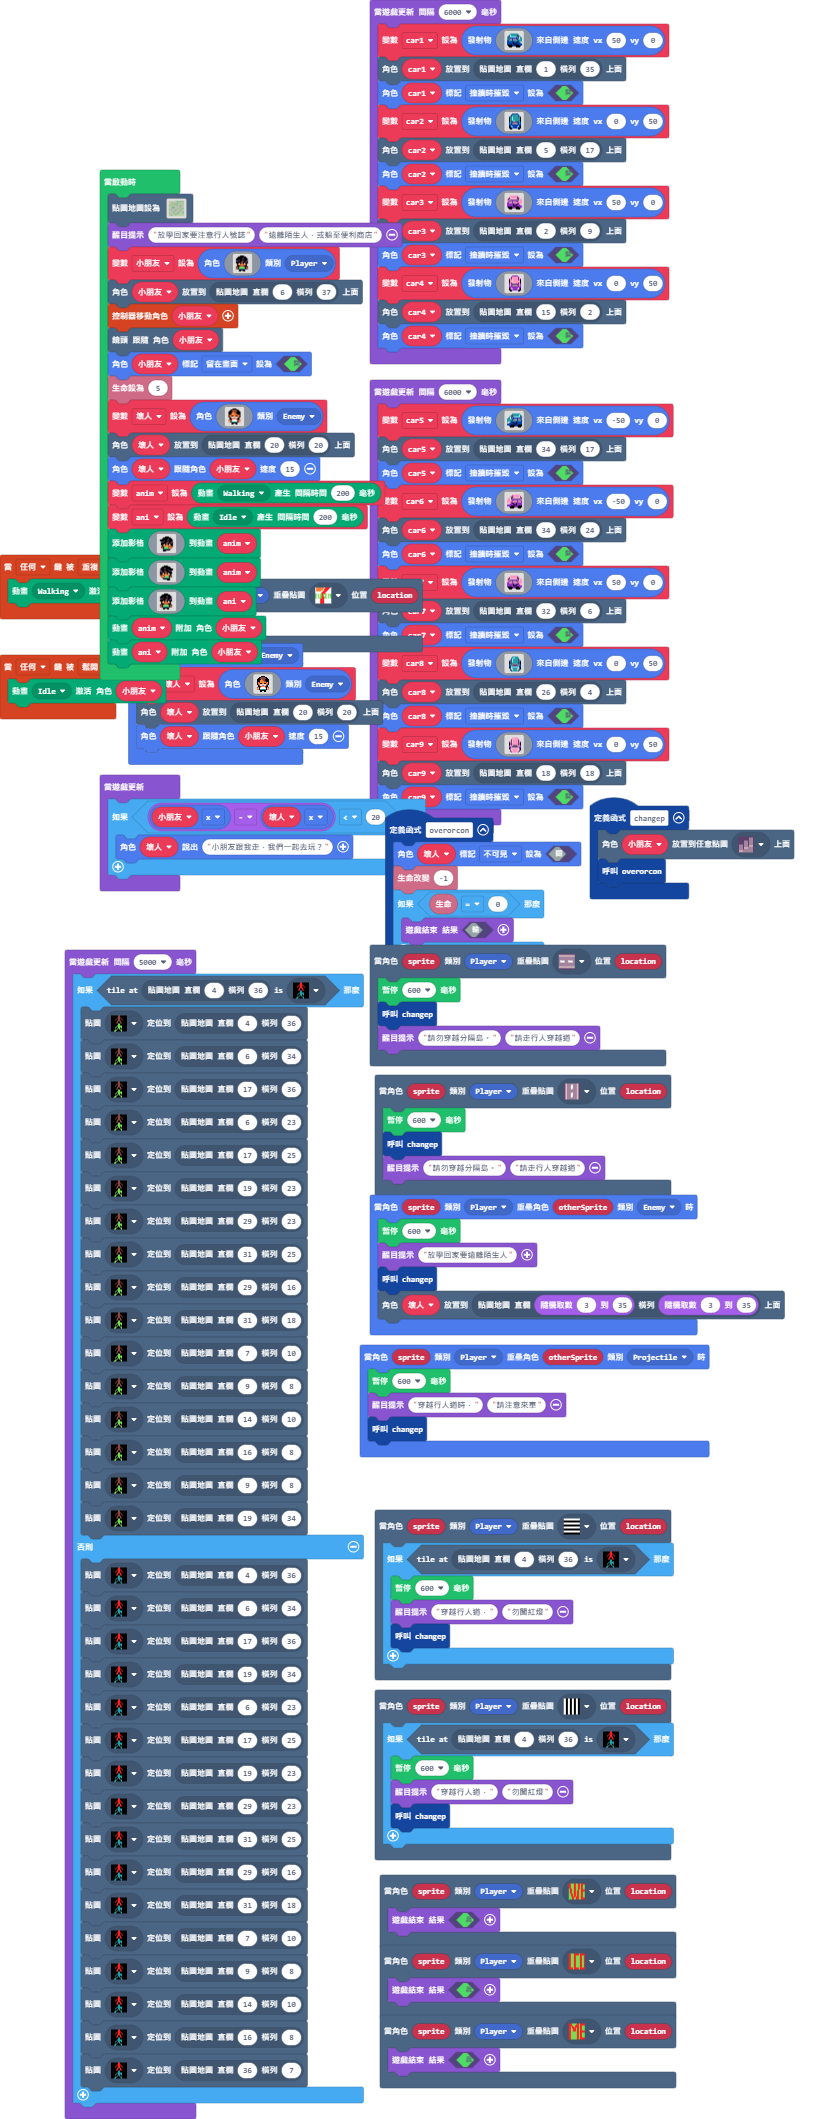 當遊戲更新 間隔 6000 毫秒
變數 car1 設為 發射物 來自側邊 速度 vx 50 vy 0
角色 car1 放置到 貼圖地圖 直欄 1 橫列 35 上面
角色 car1 標記 撞牆時摧毀 設為
變數 car2 設為 發射物 來自側邊 速度 vx 0 vy 50
角色 car2 放置到 貼圖地圖 直欄 5 橫列 17 上面
角色 car2 標記 撞牆時摧毀 設為
變數 car3 設為 發射物 來自側邊 速度 vx 50 vy 0
角色 car3 放置到 貼圖地圖 直欄 2 橫列 9 上面
角色 car3 標記 撞牆時摧毀 設為
變數 car4 設為 發射物 來自側邊 速度 vx 0 vy 50
角色 car4 放置到 貼圖地圖 直欄 15 橫列 2 上面
角色 car4 標記 撞牆時摧毀 設為
當啟動時
貼圖地圖設為
醒目提示 "放學回家要注意行人號誌" "遠離陌生人，或躲至便利商店"
變數 小朋友 設為 角色 類別 Player
角色 小朋友 放置到 貼圖地圖 直欄 6 橫列 37 上面
控制器移動角色 小朋友
鏡頭 跟隨 角色 小朋友
角色 小朋友 標記 留在畫面 設為
生命設為 5
變數 壞人 設為 角色 類別 Enemy
角色 壞人 放置到 貼圖地圖 直欄 20 橫列 20 上面
角色 壞人 跟隨角色 小朋友 速度 15
變數 anim 設為 動畫 Walking 產生 間隔時間 200 毫秒
變數 ani 設為 動畫 Idle 產生 間隔時間 200 毫秒
添加影格 到動畫 anim
添加影格 到動畫 anim
添加影格 到動畫 ani
動畫 anim 附加 角色 小朋友
動畫 ani 附加 角色 小朋友
當遊戲更新 間隔 6000 毫秒
變數 car5 設為 發射物 來自側邊 速度 vx -50 vy 0
角色 car5 放置到 貼圖地圖 直欄 34 橫列 17 上面
角色 car5 標記 撞牆時摧毀 設為
變數 car6 設為 發射物 來自側邊 速度 vx -50 vy 0
角色 car6 放置到 貼圖地圖 直欄 34 橫列 24 上面
角色 car6 標記 撞牆時摧毀 設為
設為 發射物 來自側邊 速度 vx 50 vy 0
放置到 貼圖地圖 直欄 32 橫列 6 上面
標記 撞牆時摧毀 設為
變數 car8 設為 發射物 來自側邊 速度 vx 0 vy 50
角色 car8 放置到 貼圖地圖 直欄 26 橫列 4 上面
角色 car8 標記 撞牆時摧毀 設為
變數 car9 設為 發射物 來自側邊 速度 vx 0 vy 50
角色 car9 放置到 貼圖地圖 直欄 18 橫列 18 上面
角色 car9 標記 撞牆時摧毀 設為
當 任何 鍵 被 重複
動畫 Walking
重疊貼圖 位置 location
當 任何 鍵 被 鬆開
動畫 Idle 激活 角色 小朋友
Enemy
壞人 設為 角色 類別 Enemy
角色 壞人 放置到 貼圖地圖 直欄 20 橫列 20 上面
角色 壞人 跟隨角色 小朋友 速度 15
當遊戲更新
如果 小朋友 x - 壞人 x < 20
角色 壞人 說出 "小朋友跟我走，我們一起去玩？"
定義函式 overorcon
角色 壞人 標記 不可見 設為
生命改變 -1
如果 生命 = 0 那麼
遊戲結束 結果
定義函式 changep
角色 小朋友 放置到任意貼圖 上面
呼叫 overorcon
當遊戲更新 間隔 5000 毫秒
如果 tile at 貼圖地圖 直欄 4 橫列 36 is 那麼
貼圖 定位到 貼圖地圖 直欄 4 橫列 36
貼圖 定位到 貼圖地圖 直欄 6 橫列 34
貼圖 定位到 貼圖地圖 直欄 17 橫列 36
貼圖 定位到 貼圖地圖 直欄 6 橫列 23
貼圖 定位到 貼圖地圖 直欄 17 橫列 25
貼圖 定位到 貼圖地圖 直欄 19 橫列 23
貼圖 定位到 貼圖地圖 直欄 29 橫列 23
貼圖 定位到 貼圖地圖 直欄 31 橫列 25
貼圖 定位到 貼圖地圖 直欄 29 橫列 16
貼圖 定位到 貼圖地圖 直欄 31 橫列 18
貼圖 定位到 貼圖地圖 直欄 7 橫列 10
貼圖 定位到 貼圖地圖 直欄 9 橫列 8
貼圖 定位到 貼圖地圖 直欄 14 橫列 10
貼圖 定位到 貼圖地圖 直欄 16 橫列 8
貼圖 定位到 貼圖地圖 直欄 9 橫列 8
貼圖 定位到 貼圖地圖 直欄 19 橫列 34
否則
貼圖 定位到 貼圖地圖 直欄 4 橫列 36
貼圖 定位到 貼圖地圖 直欄 6 橫列 34
貼圖 定位到 貼圖地圖 直欄 17 橫列 36
貼圖 定位到 貼圖地圖 直欄 19 橫列 34
貼圖 定位到 貼圖地圖 直欄 6 橫列 23
貼圖 定位到 貼圖地圖 直欄 17 橫列 25
貼圖 定位到 貼圖地圖 直欄 19 橫列 23
貼圖 定位到 貼圖地圖 直欄 29 橫列 23
貼圖 定位到 貼圖地圖 直欄 31 橫列 25
貼圖 定位到 貼圖地圖 直欄 29 橫列 16
貼圖 定位到 貼圖地圖 直欄 31 橫列 18
貼圖 定位到 貼圖地圖 直欄 7 橫列 10
貼圖 定位到 貼圖地圖 直欄 9 橫列 8
貼圖 定位到 貼圖地圖 直欄 14 橫列 10
貼圖 定位到 貼圖地圖 直欄 16 橫列 8
貼圖 定位到 貼圖地圖 直欄 36 橫列 7
當角色 sprite 類別 Player 重疊貼圖 位置 location
暫停 600 毫秒
呼叫 changep
醒目提示 "請勿穿越分隔島。" "請走行人穿越道"
當角色 sprite 類別 Player 重疊貼圖 位置 location
暫停 600 毫秒
呼叫 changep
醒目提示 "請勿穿越分隔島。" "請走行人穿越道"
當角色 sprite 類別 Player 重疊角色 otherSprite 類別 Enemy 時
暫停 600 毫秒
醒目提示 "放學回家要遠離陌生人"
呼叫 changep
角色 壞人 放置到 貼圖地圖 直欄 隨機取數 3 到 35 橫列 隨機取數 3 到 35 上面
當角色 sprite 類別 Player 重疊角色 otherSprite 類別 Projectile 時
暫停 600 毫秒
醒目提示 "穿越行人道時，" "請注意來車"
呼叫 changep
當角色 sprite 類別 Player 重疊貼圖 位置 location
如果 tile at 貼圖地圖 直欄 4 橫列 36 is 那麼
暫停 600 毫秒
醒目提示 "穿越行人道，" "勿闖紅燈"
呼叫 changep
當角色 sprite 類別 Player 重疊貼圖 位置 location
如果 tile at 貼圖地圖 直欄 4 橫列 36 is 那麼
暫停 600 毫秒
醒目提示 "穿越行人道，" "勿闖紅燈"
呼叫 changep
當角色 sprite 類別 Player 重疊貼圖 位置 location
遊戲結束 結果
當角色 sprite 類別 Player 重疊貼圖 位置 location
遊戲結束 結果
當角色 sprite 類別 Player 重疊貼圖 位置 location
遊戲結束 結果